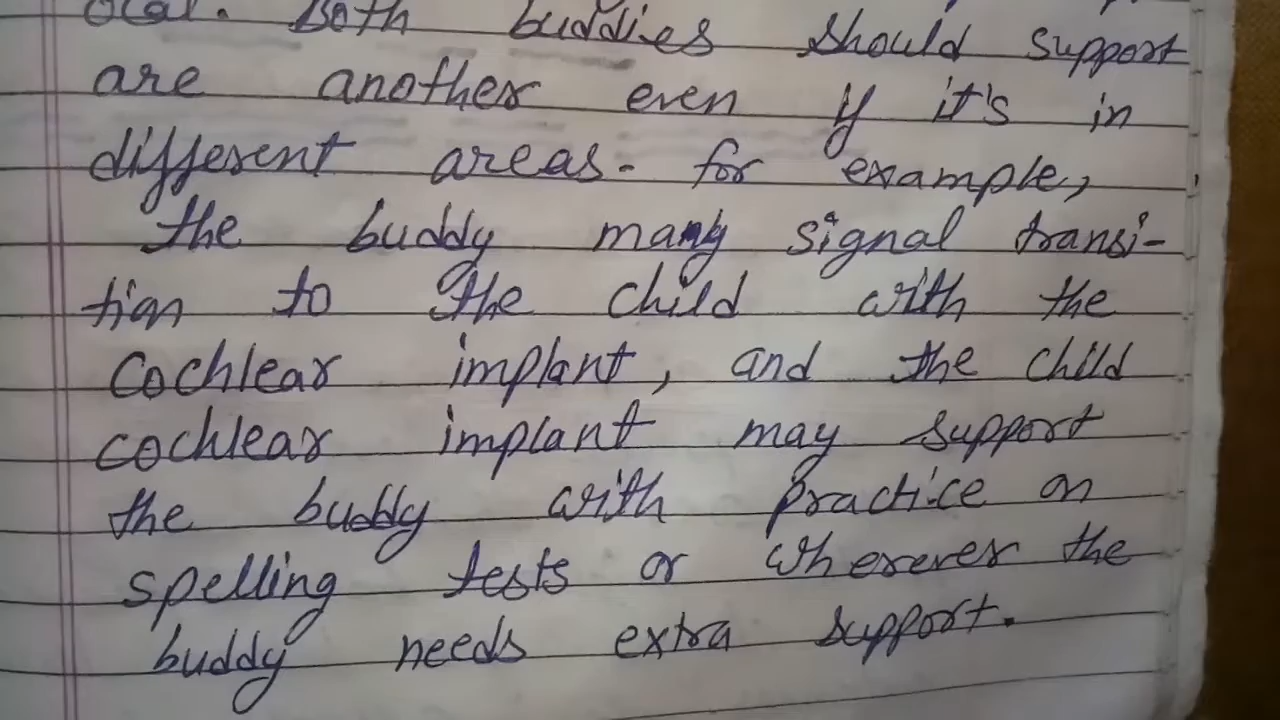 ocal. Both buddies should support
are another even if it's in
different areas. for example,
the buddy many signal transi-
tion to the child with the
cochlear implant, and the child
cochlear implant may support
the buddy with practice on
spelling tests or wherever the
buddy needs extra support.